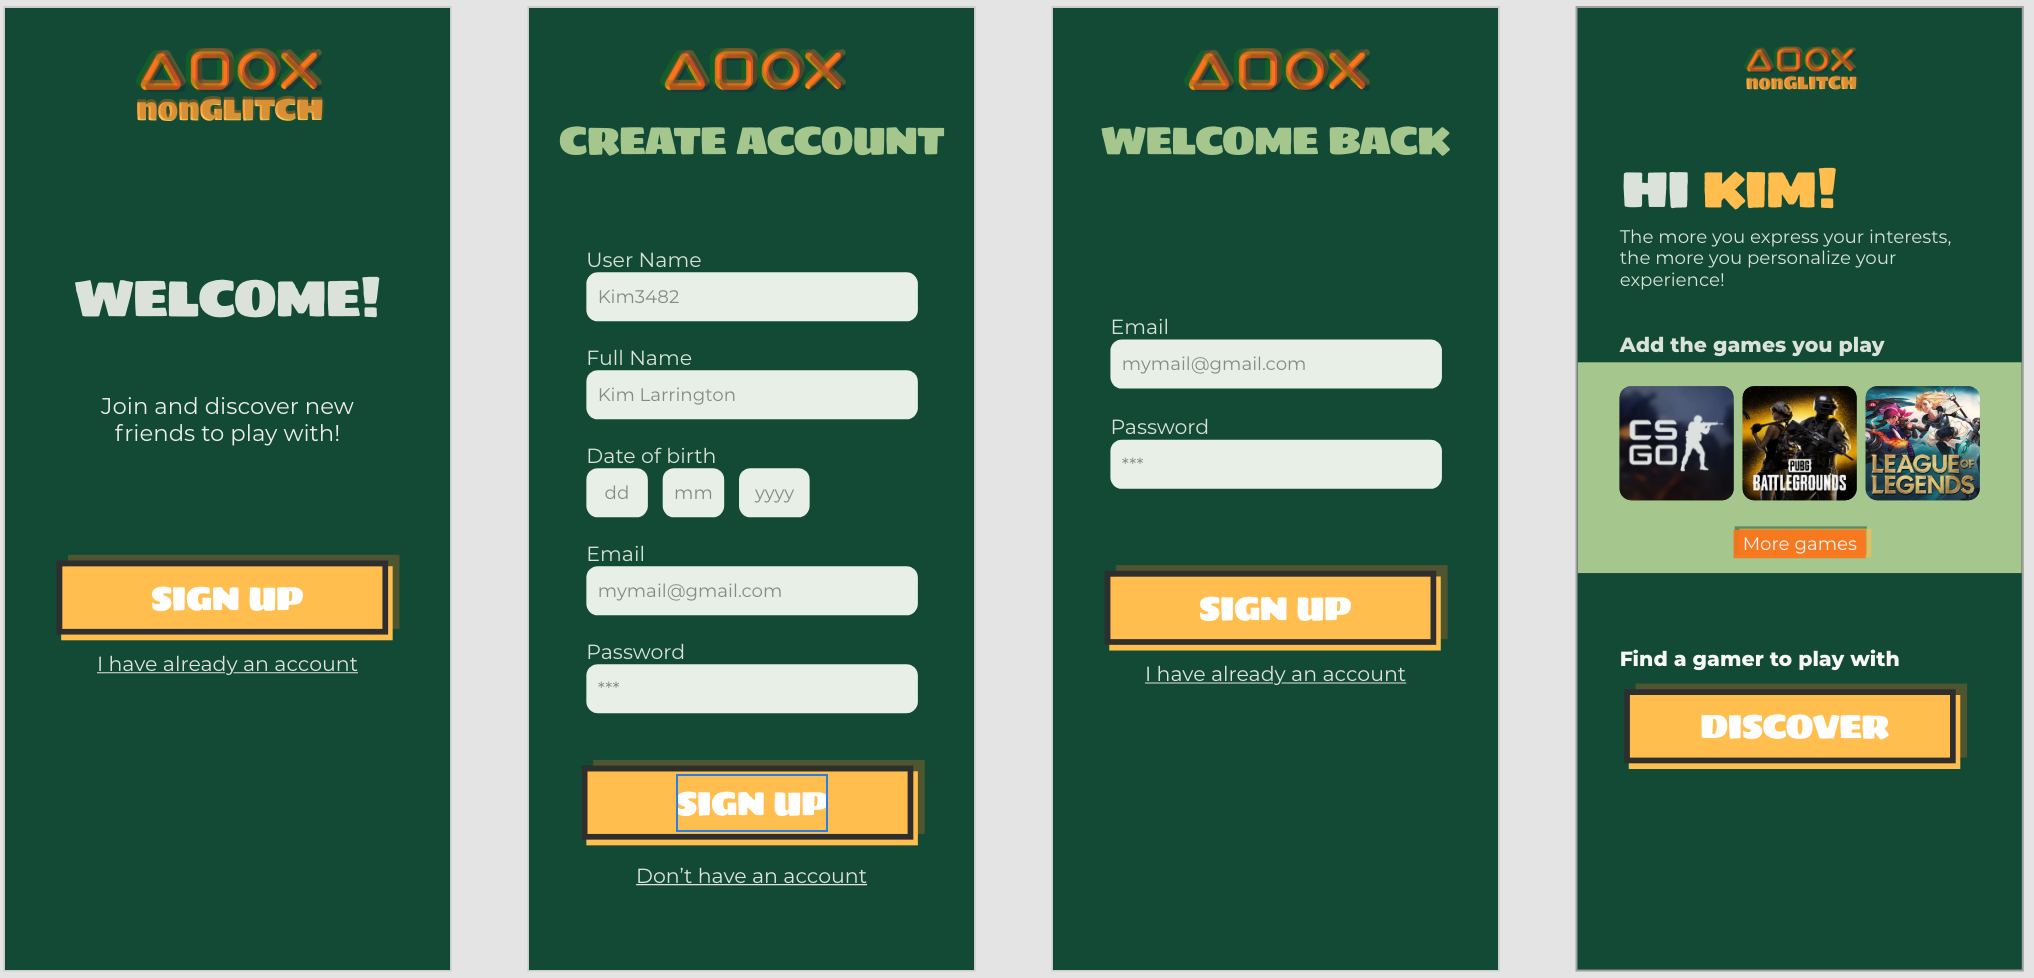 nonGLITCH
WELCOME!
Join and discover new
friends to play with!
SIGN UP
I have already an account
CREATE ACCOUNT
User Name
Kim3482
Full Name
Kim Larrington
Date of birth
dd mm yyyy
Email
mymail@gmail.com
Password
***
SIGN UP
Don't have an account
WELCOME BACK
Email
mymail@gmail.com
Password
***
SIGN UP
I have already an account
nonGLITCH
HI KIM!
The more you express your interests,
the more you personalize your
experience!
Add the games you play
CS
GO
PUBG
BATTLEGROUNDS
LEAGUE OF
LEGENDS
More games
Find a gamer to play with
DISCOVER